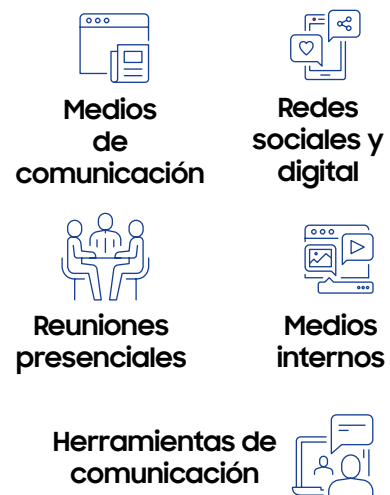 Medios
de
comunicación
Redes
sociales y
digital
Reuniones
presenciales
Medios
internos
Herramientas de
comunicación